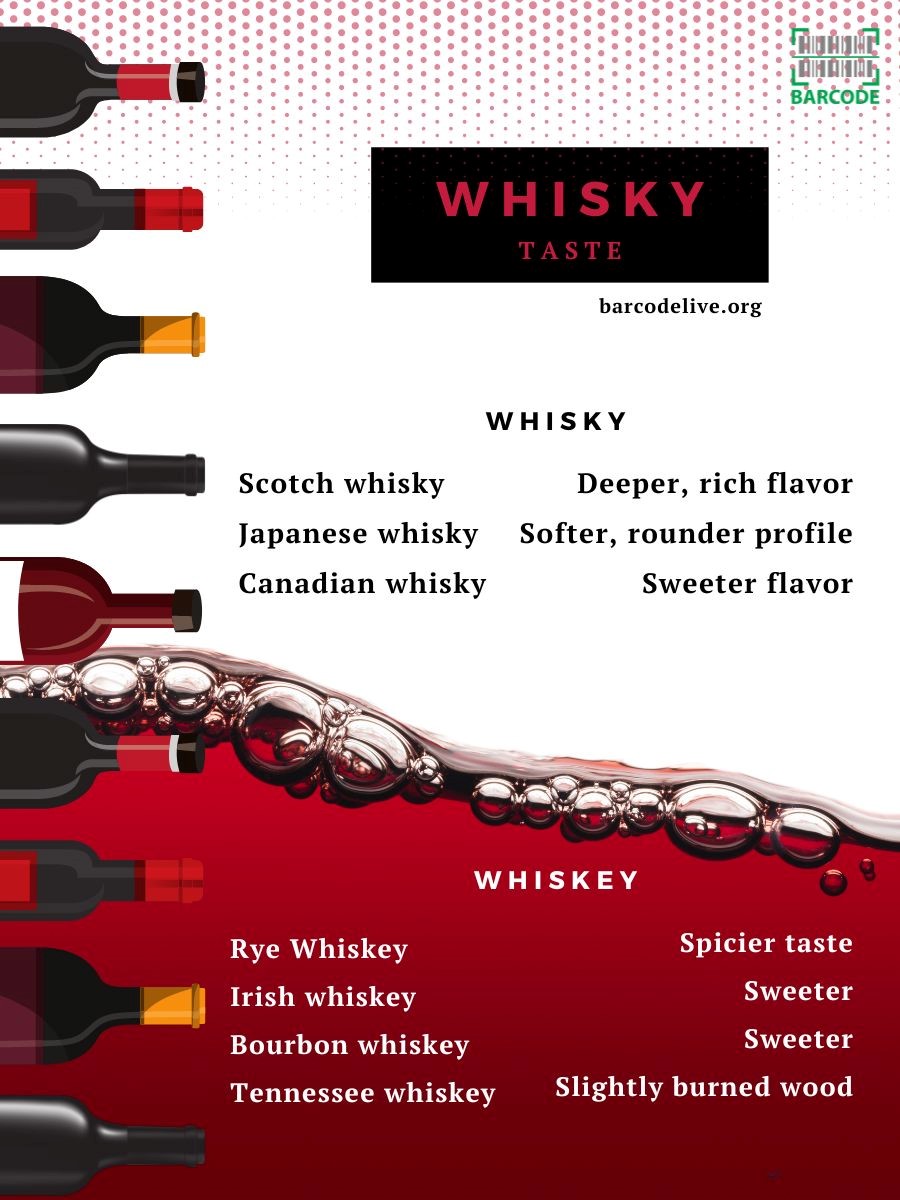 BARCODE
WHISKY
TASTE
barcodelive.org
WHISKY
Scotch whisky Deeper, rich flavor
Japanese whisky Softer, rounder profile
Canadian whisky Sweeter flavor
WHISKEY
Rye Whiskey Spicier taste
Irish whiskey Sweeter
Bourbon whiskey Sweeter
Tennessee whiskey Slightly burned wood